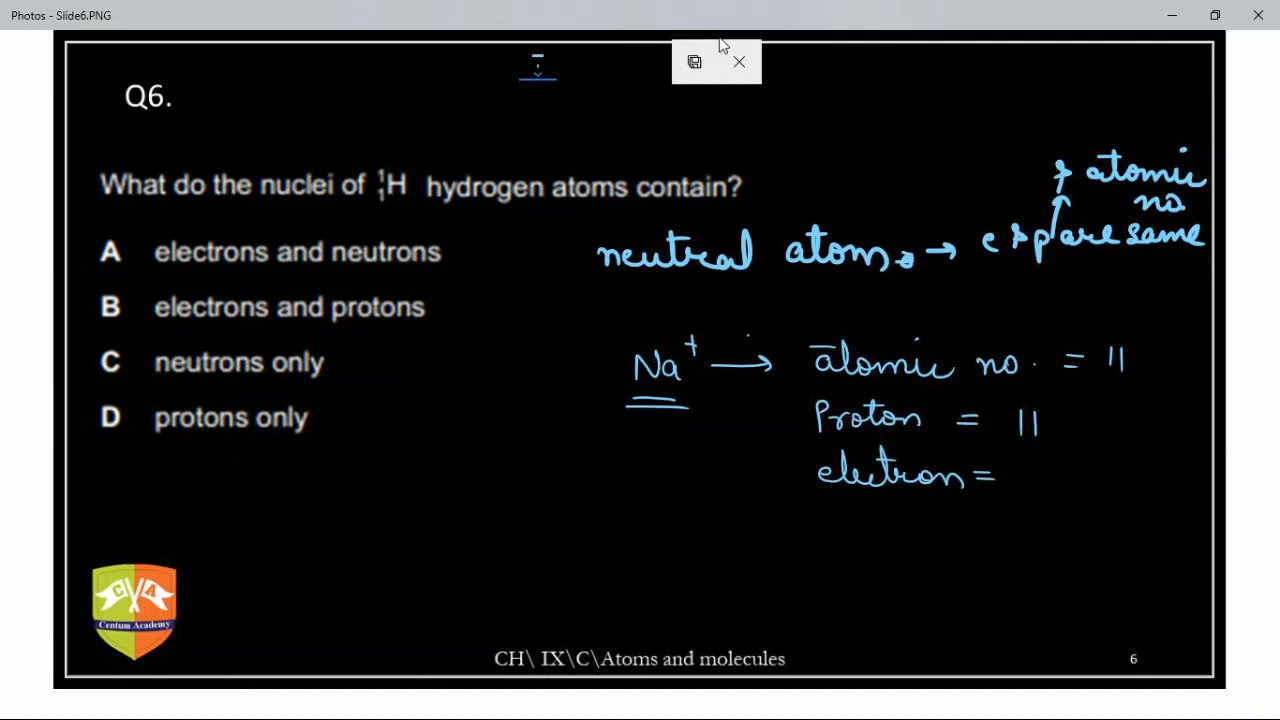 Photos - Slide6.PNG
Q6.
What do the nuclei of ¹₁H hydrogen atoms contain?
A electrons and neutrons
B electrons and protons
C neutrons only
D protons only
atomic
no.
neutral atom → e & p are same
Na⁺ → atomic no. = 11
Proton = 11
electron =
C A
Centum Academy
CH\ IX\C\Atoms and molecules
6